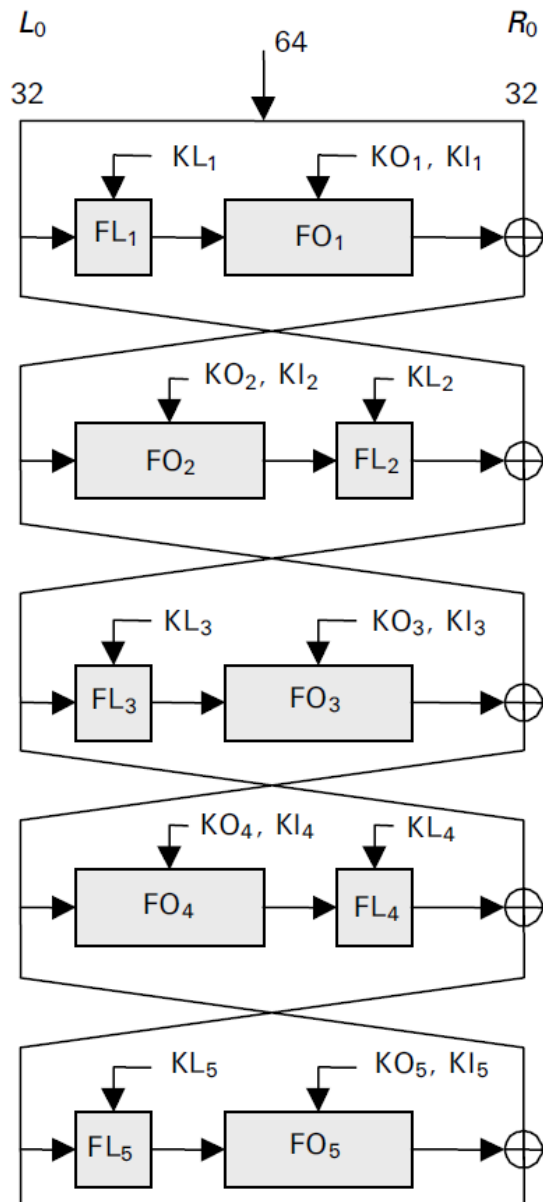 L₀ R₀
64
32 32
KL₁ KO₁, KI₁
FL₁ FO₁
KO₂, KI₂ KL₂
FO₂ FL₂
KL₃ KO₃, KI₃
FL₃ FO₃
KO₄, KI₄ KL₄
FO₄ FL₄
KL₅ KO₅, KI₅
FL₅ FO₅